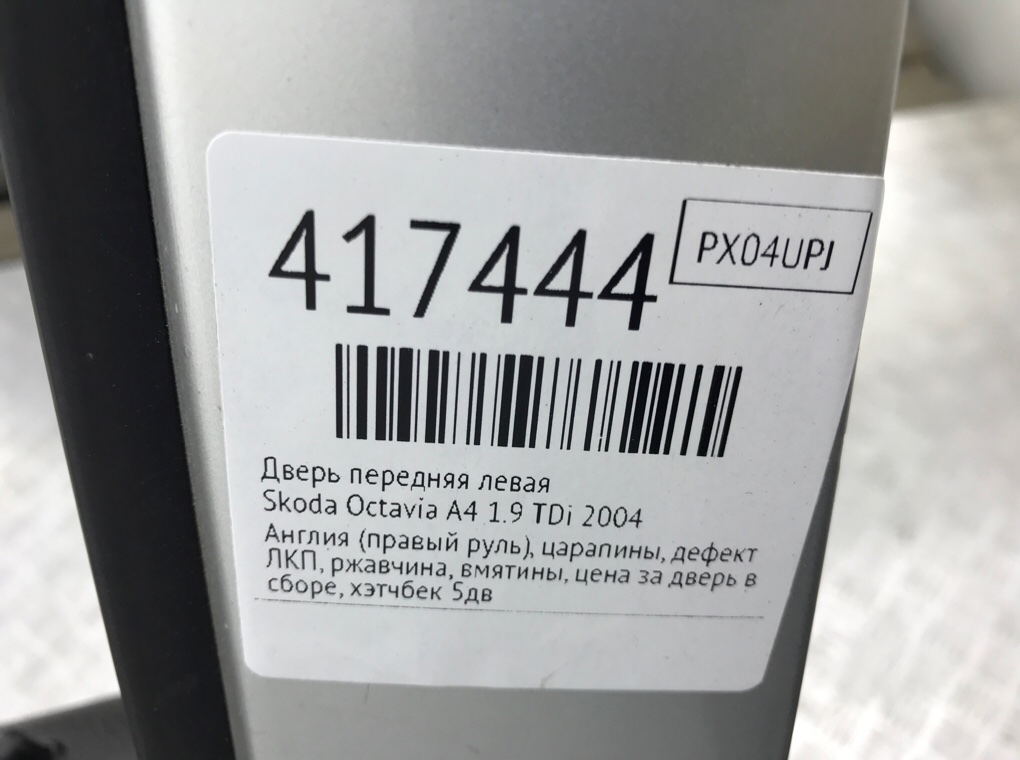 417444
PX04UPJ
Дверь передняя левая
Skoda Octavia A4 1.9 TDi 2004
Англия (правый руль), царапины, дефект
ЛКП, ржавчина, вмятины, цена за дверь в
сборе, хэтчбек 5дв